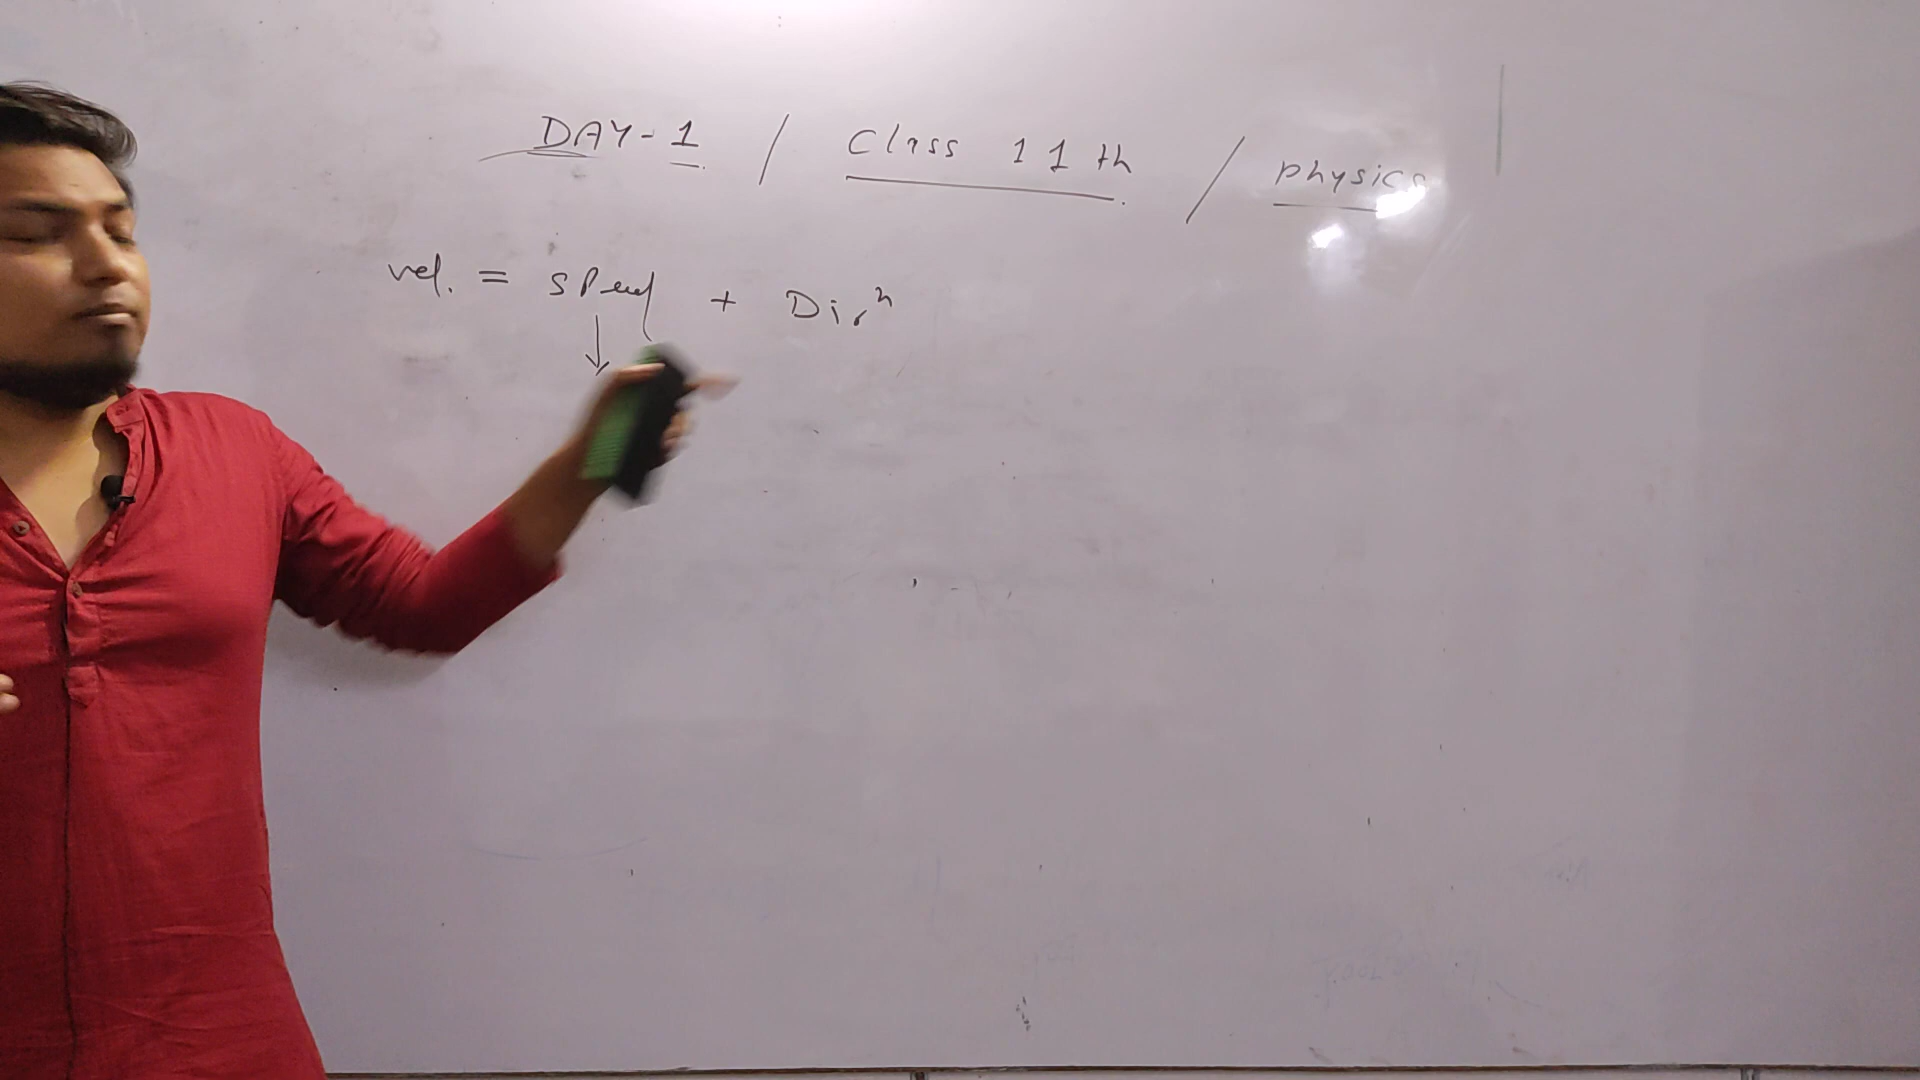 DAY-1 / Class 11th / Physics
vel. = speed + Dirⁿ